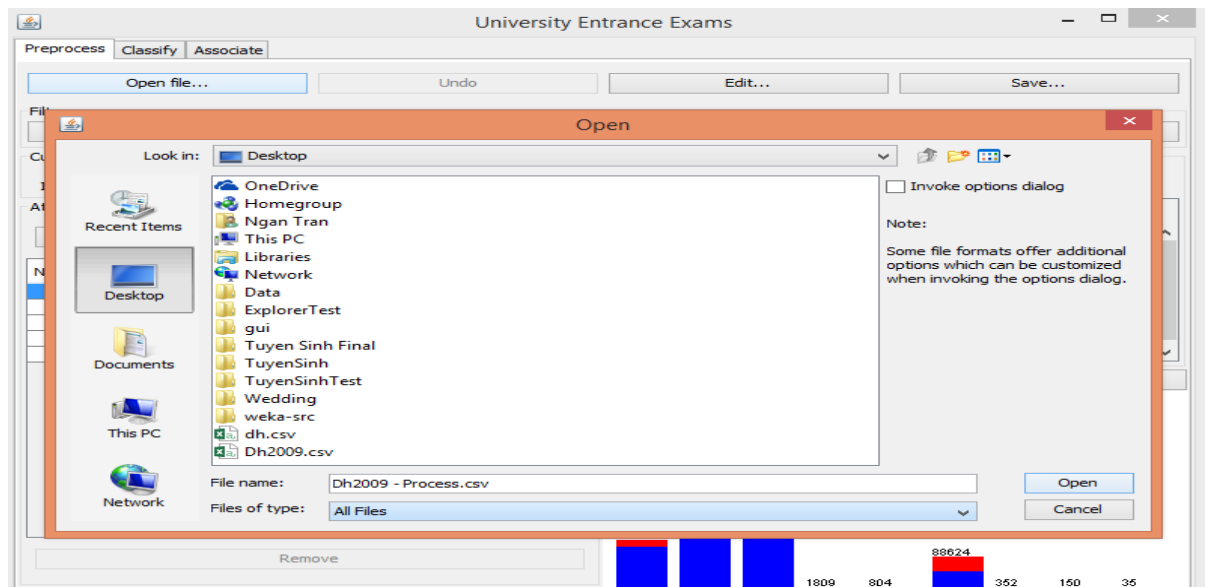 University Entrance Exams
Preprocess Classify Associate
Open file... Undo Edit... Save...
Open
Look in: Desktop
OneDrive
Homegroup
Ngan Tran
This PC
Libraries
Network
Data
ExplorerTest
gui
Tuyen Sinh Final
TuyenSinh
TuyenSinhTest
Wedding
weka-src
dh.csv
Dh2009.csv
Recent Items
Desktop
Documents
This PC
Network
Invoke options dialog
Note:
Some file formats offer additional
options which can be customized
when invoking the options dialog.
File name: Dh2009 - Process.csv Open
Files of type: All Files Cancel
Remove
88624
1809 804 352 150 35